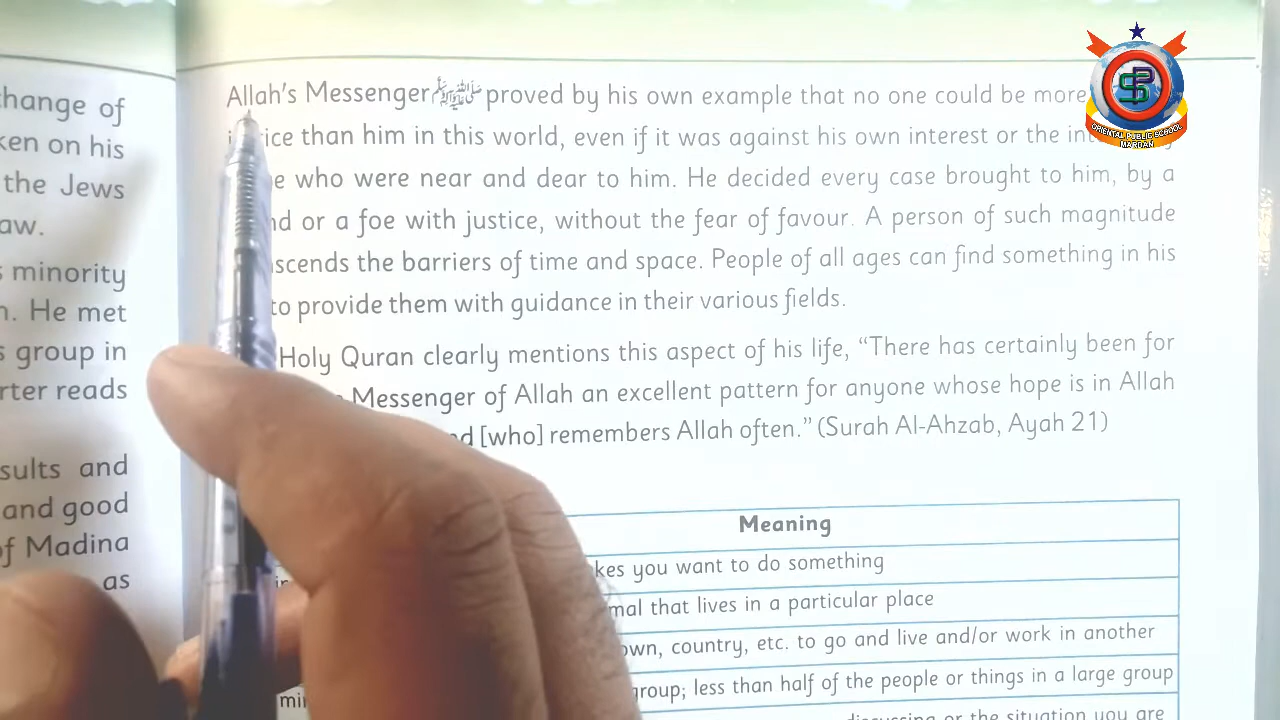 change of
ken on his
the Jews
aw.
s minority
n. He met
s group in
rter reads
sults and
and good
of Madina
as
Allah's Messenger ﷺ proved by his own example that no one could be more
ice than him in this world, even if it was against his own interest or the in
e who were near and dear to him. He decided every case brought to him, by a
nd or a foe with justice, without the fear of favour. A person of such magnitude
scends the barriers of time and space. People of all ages can find something in his
to provide them with guidance in their various fields.
Holy Quran clearly mentions this aspect of his life, “There has certainly been for
Messenger of Allah an excellent pattern for anyone whose hope is in Allah
nd [who] remembers Allah often.” (Surah Al-Ahzab, Ayah 21)
Meaning
kes you want to do something
mal that lives in a particular place
own, country, etc. to go and live and/or work in another
group; less than half of the people or things in a large group
min
or the situation you are
ORIENTAL PUBLIC SCHOOL
MARDAN